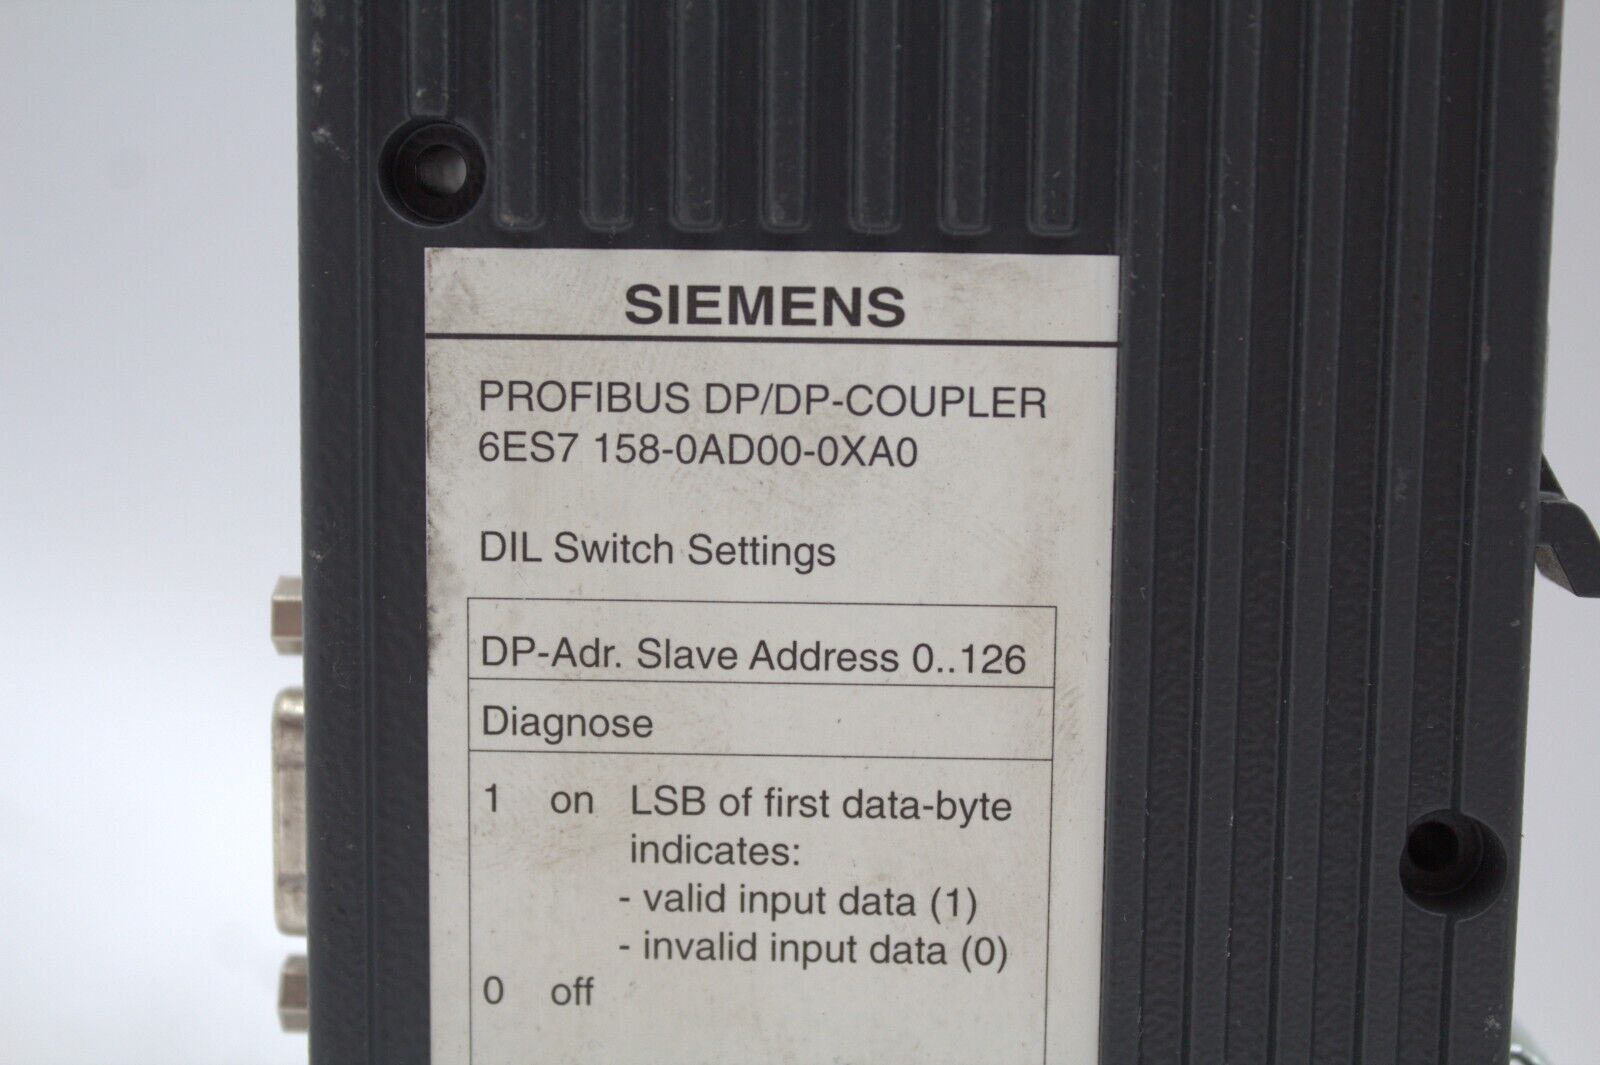 SIEMENS
PROFIBUS DP/DP-COUPLER
6ES7 158-0AD00-0XA0
DIL Switch Settings
DP-Adr. Slave Address 0..126
Diagnose
1 on LSB of first data-byte
indicates:
- valid input data (1)
- invalid input data (0)
0 off